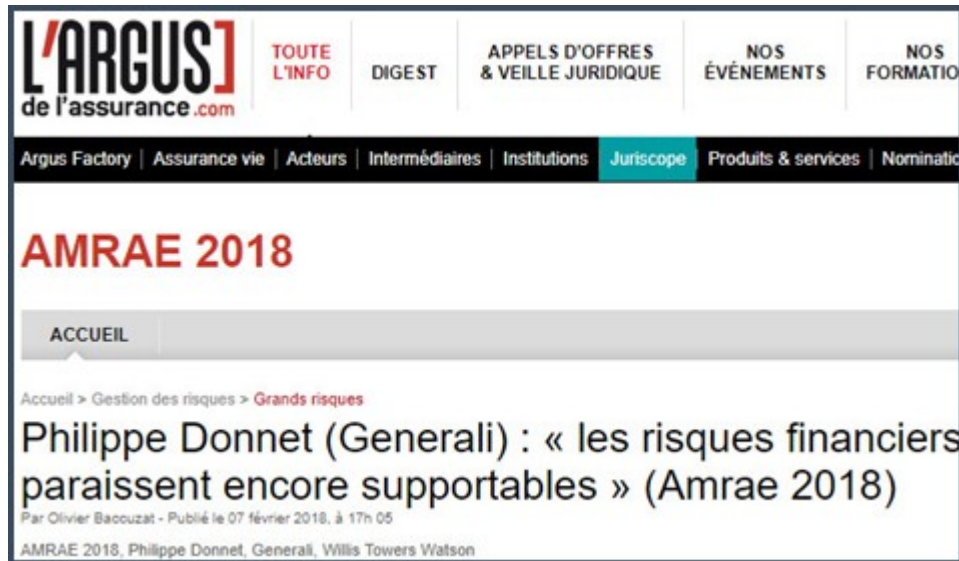 L'ARGUS]
de l'assurance.com
TOUTE
L'INFO
DIGEST
APPELS D'OFFRES
& VEILLE JURIDIQUE
NOS
ÉVÉNEMENTS
NOS
FORMATIO
Argus Factory | Assurance vie | Acteurs | Intermédiaires | Institutions | Juriscope | Produits & services | Nominatio
AMRAE 2018
ACCUEIL
Accueil > Gestion des risques > Grands risques
Philippe Donnet (Generali) : « les risques financiers
paraissent encore supportables » (Amrae 2018)
Par Olivier Baccuzat - Publié le 07 février 2018, à 17h 05
AMRAE 2018, Philippe Donnet, Generali, Willis Towers Watson